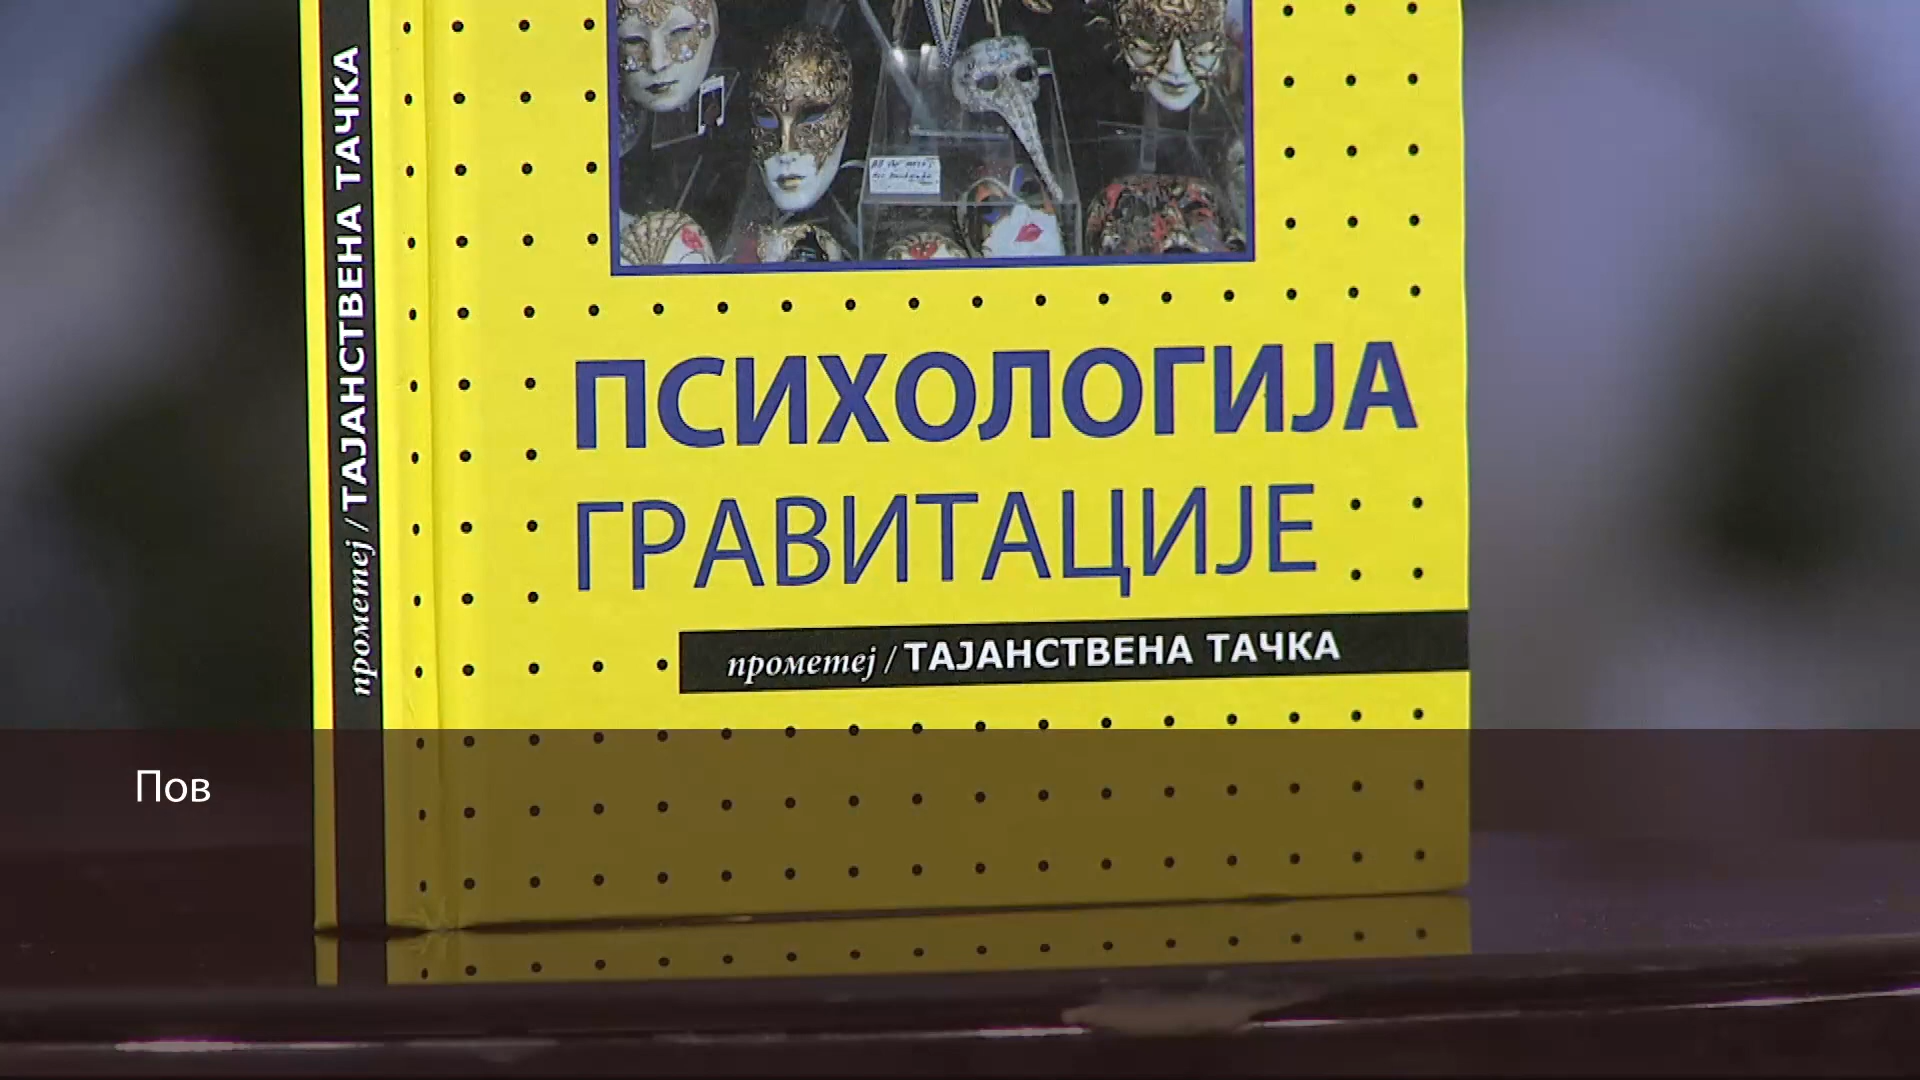 прометеј / ТАЈАНСТВЕНА ТАЧКА
ПСИХОЛОГИЈА
ГРАВИТАЦИЈЕ
прометеј / ТАЈАНСТВЕНА ТАЧКА
Пов